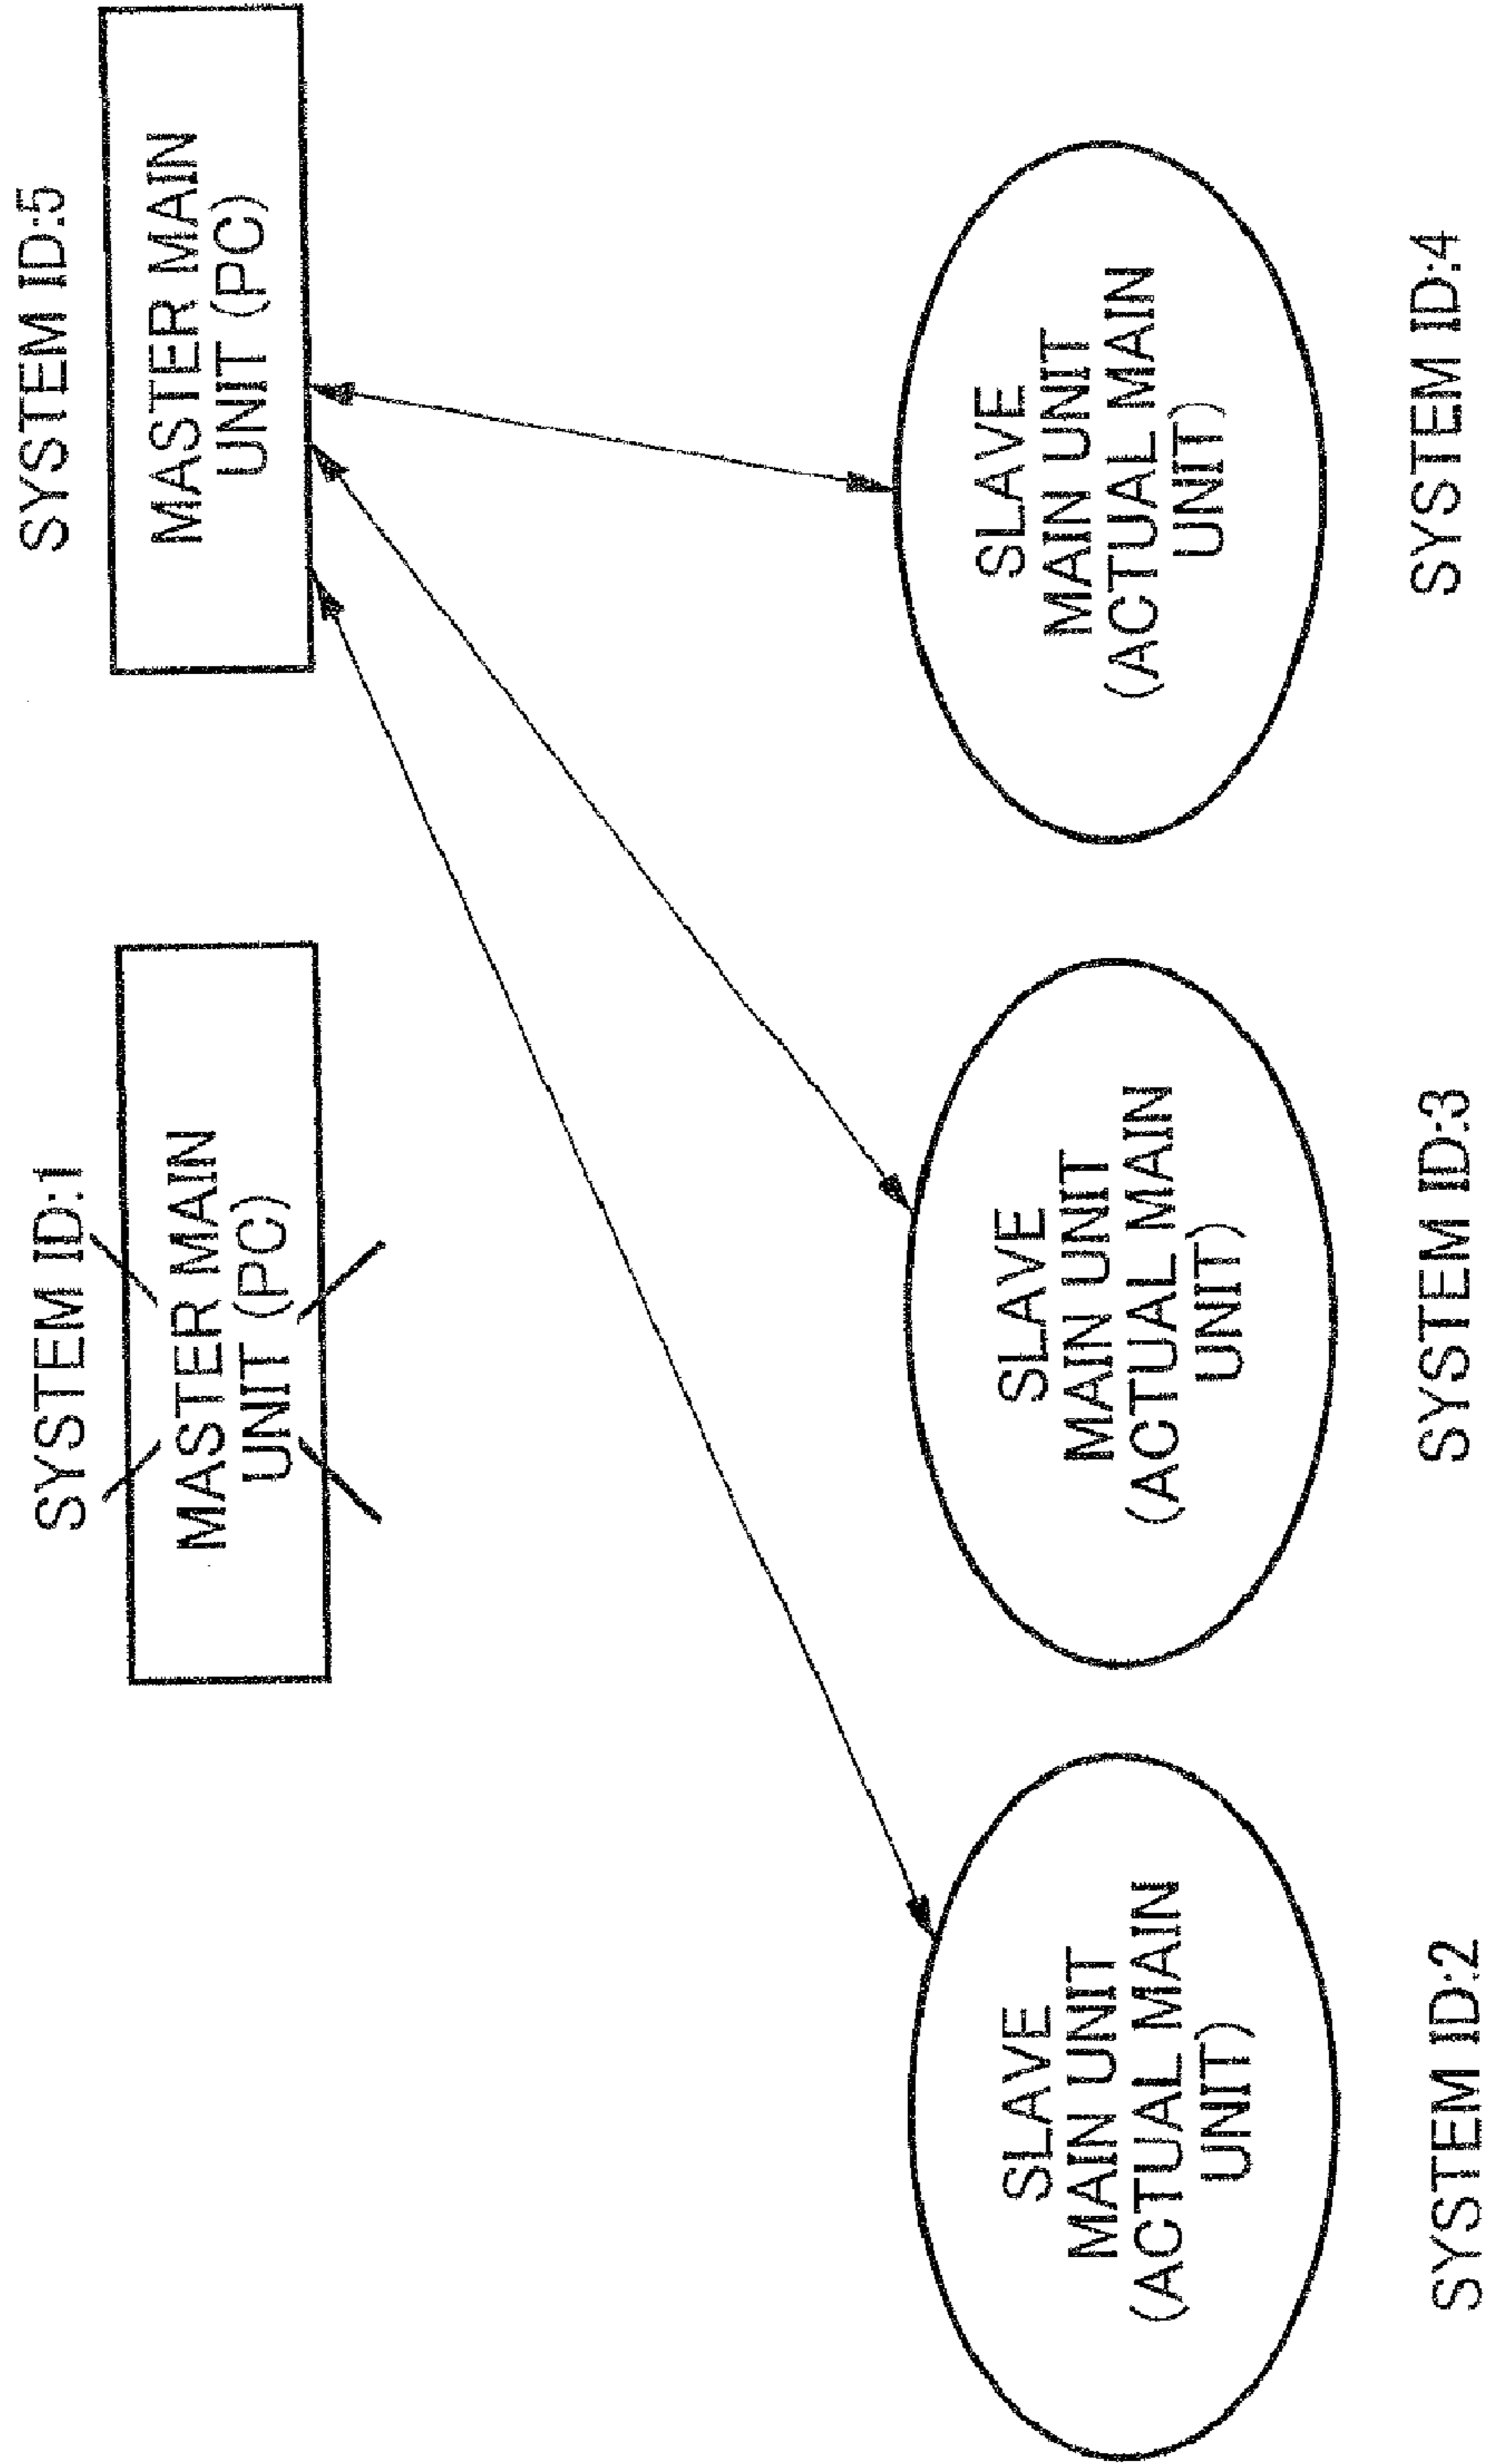 SYSTEM ID:1
MASTER MAIN
UNIT (PC)
SYSTEM ID:5
MASTER MAIN
UNIT (PC)
SLAVE
MAIN UNIT
(ACTUAL MAIN
UNIT)
SYSTEM ID:2
SLAVE
MAIN UNIT
(ACTUAL MAIN
UNIT)
SYSTEM ID:3
SLAVE
MAIN UNIT
(ACTUAL MAIN
UNIT)
SYSTEM ID:4